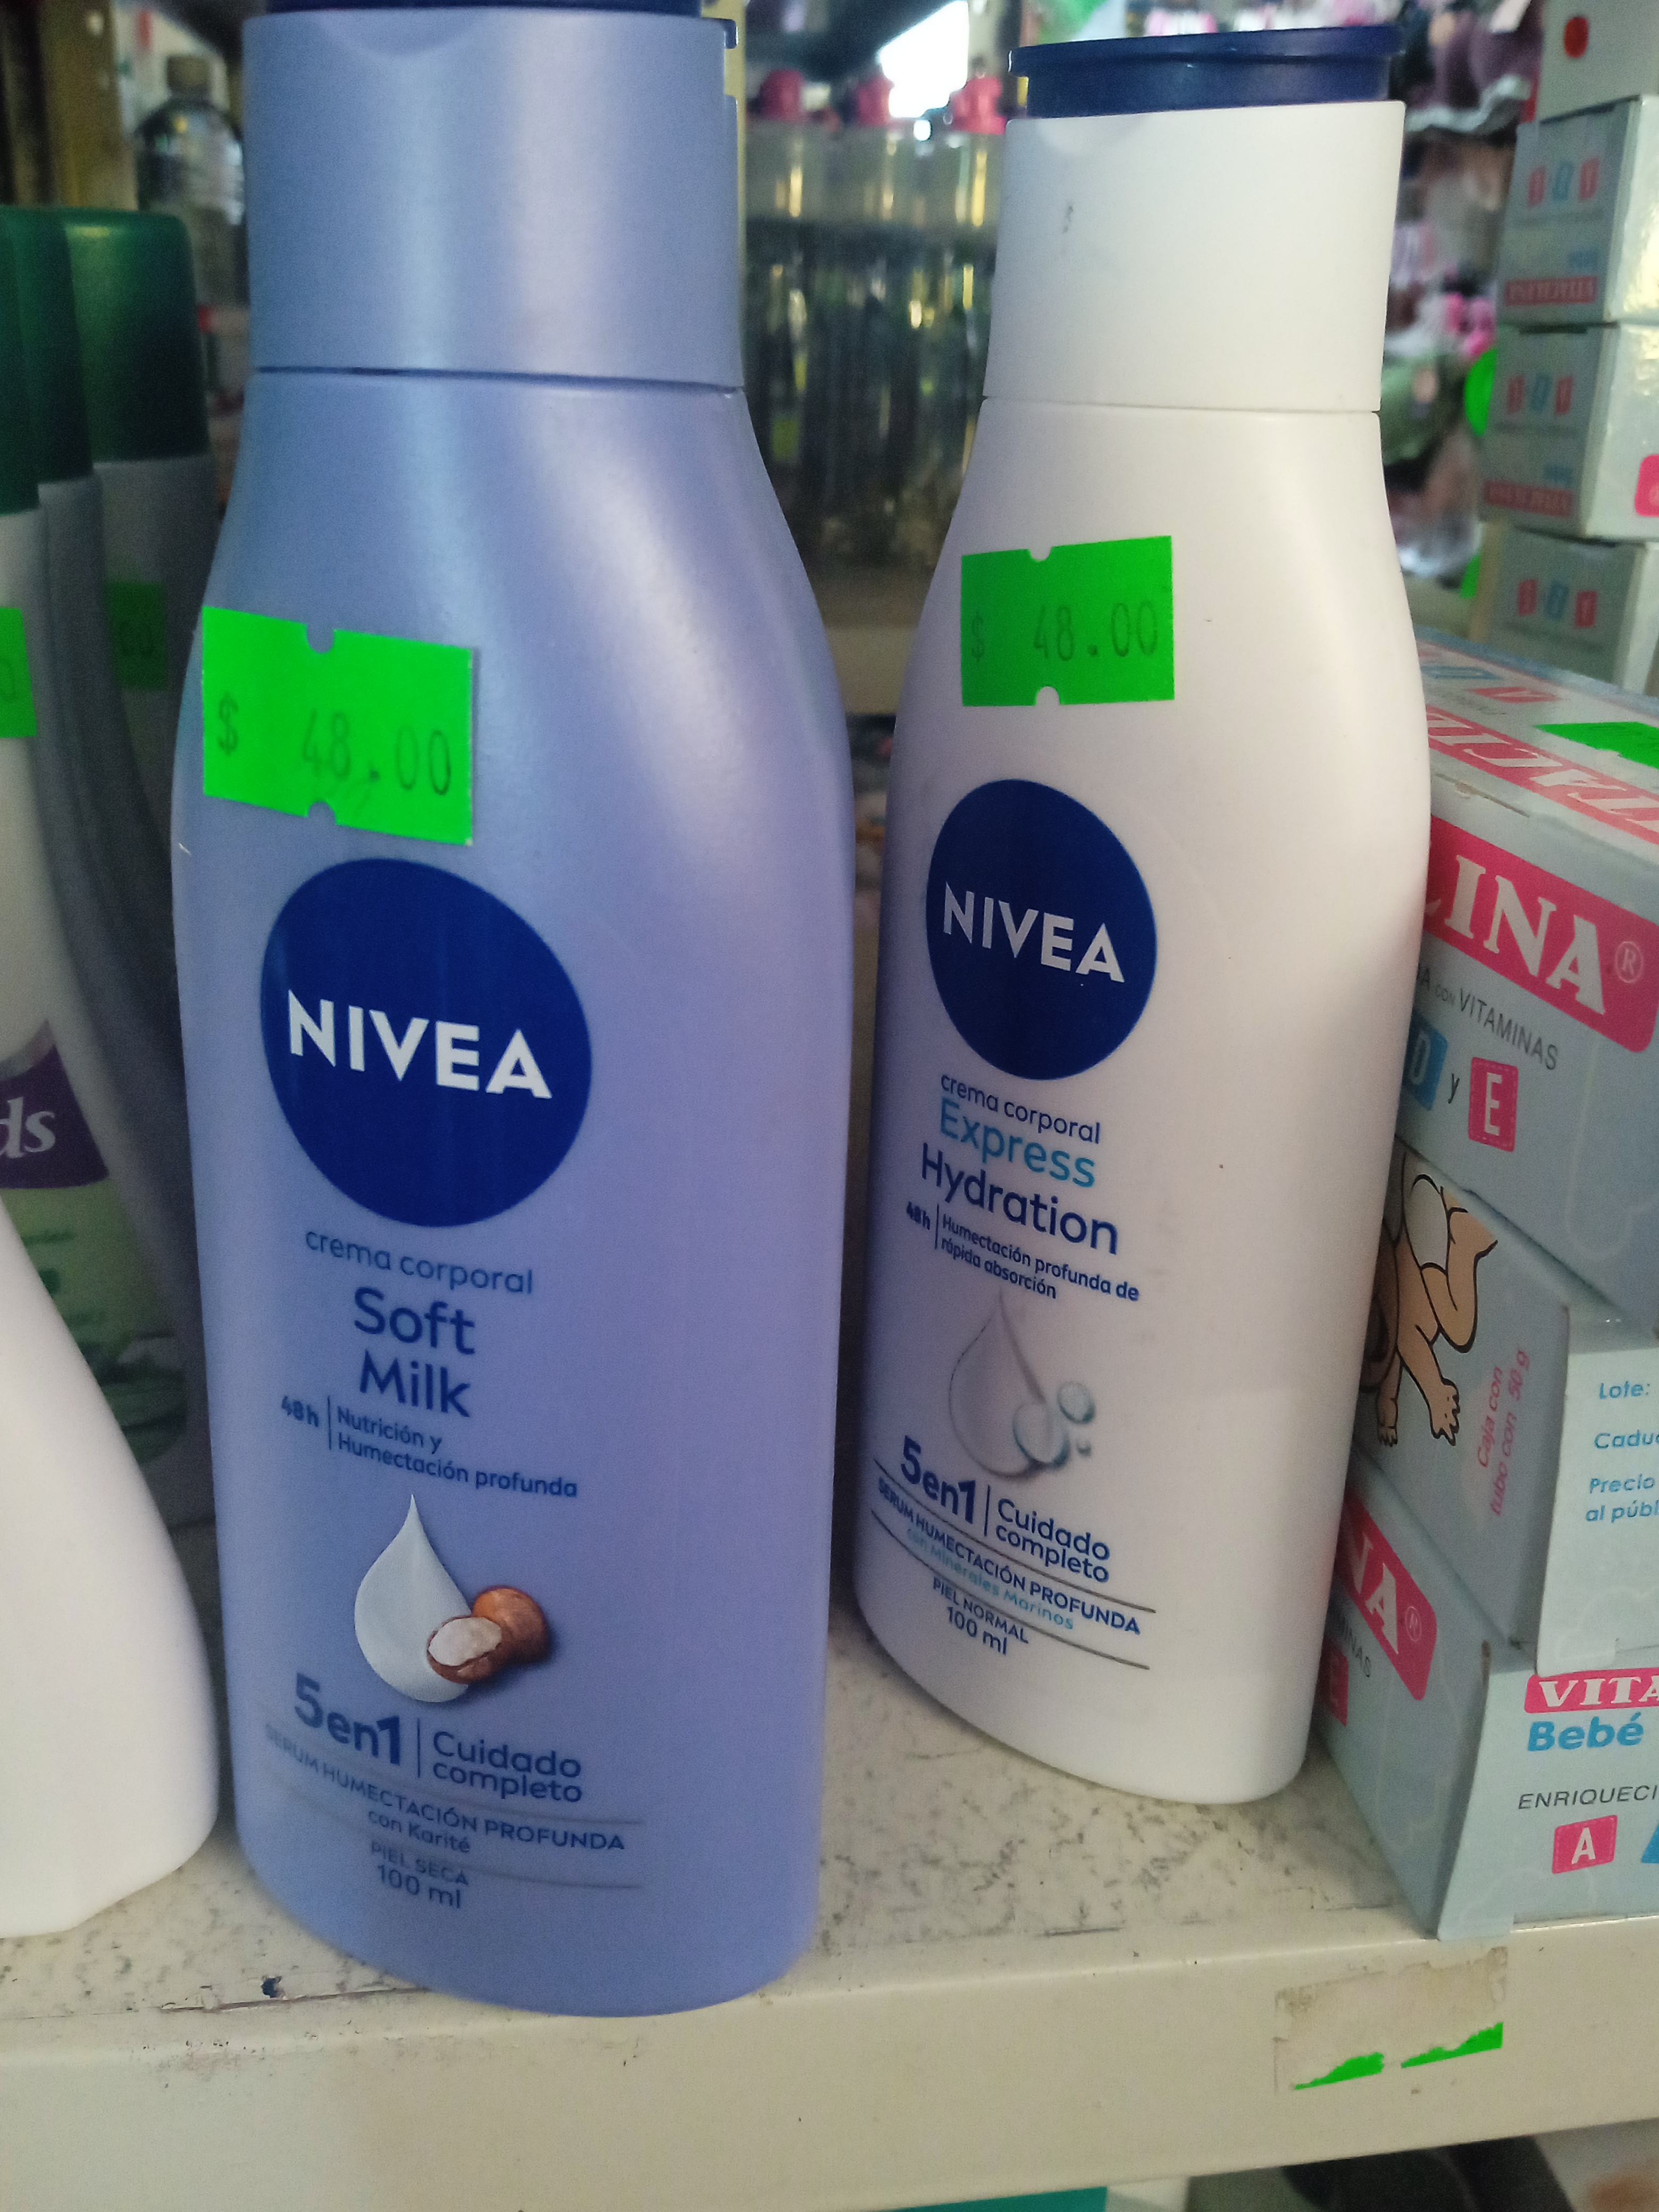 $ 48.00
NIVEA
crema corporal
Soft
Milk
48h | Nutrición y
Humectación profunda
5en1 | Cuidado
completo
SERUM HUMECTACIÓN PROFUNDA
con Karité
PIEL SECA
100 ml
$ 48.00
NIVEA
crema corporal
Express
Hydration
48h | Humectación profunda de
rápida absorción
5en1 | Cuidado
completo
SERUM HUMECTACIÓN PROFUNDA
con Minerales Marinos
PIEL NORMAL
100 ml
ds
LINA®
CON VITAMINAS
D y E
Caja con
tubo con 50 g
Lote:
Precio
NA®
E
VITA
Bebé
ENRIQUECI
A